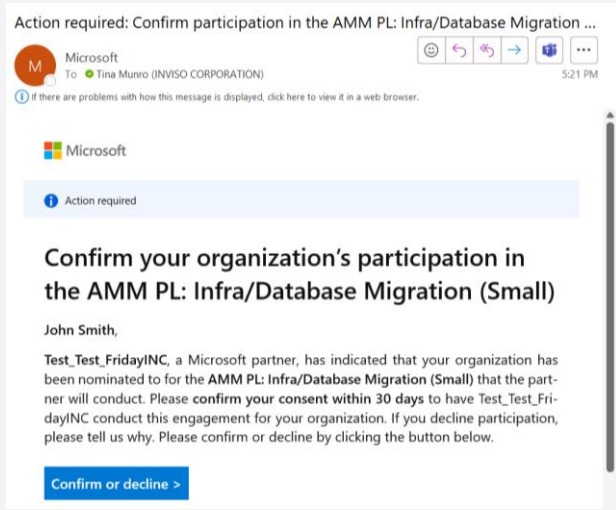 Action required: Confirm participation in the AMM PL: Infra/Database Migration ...
M
Microsoft
To Tina Munro (INVISO CORPORATION)
5:21 PM
If there are problems with how this message is displayed, click here to view it in a web browser.
Microsoft
Action required
Confirm your organization's participation in
the AMM PL: Infra/Database Migration (Small)
John Smith,
Test_Test_FridayINC, a Microsoft partner, has indicated that your organization has
been nominated to for the AMM PL: Infra/Database Migration (Small) that the part-
ner will conduct. Please confirm your consent within 30 days to have Test_Test_Fri-
dayINC conduct this engagement for your organization. If you decline participation,
please tell us why. Please confirm or decline by clicking the button below.
Confirm or decline >